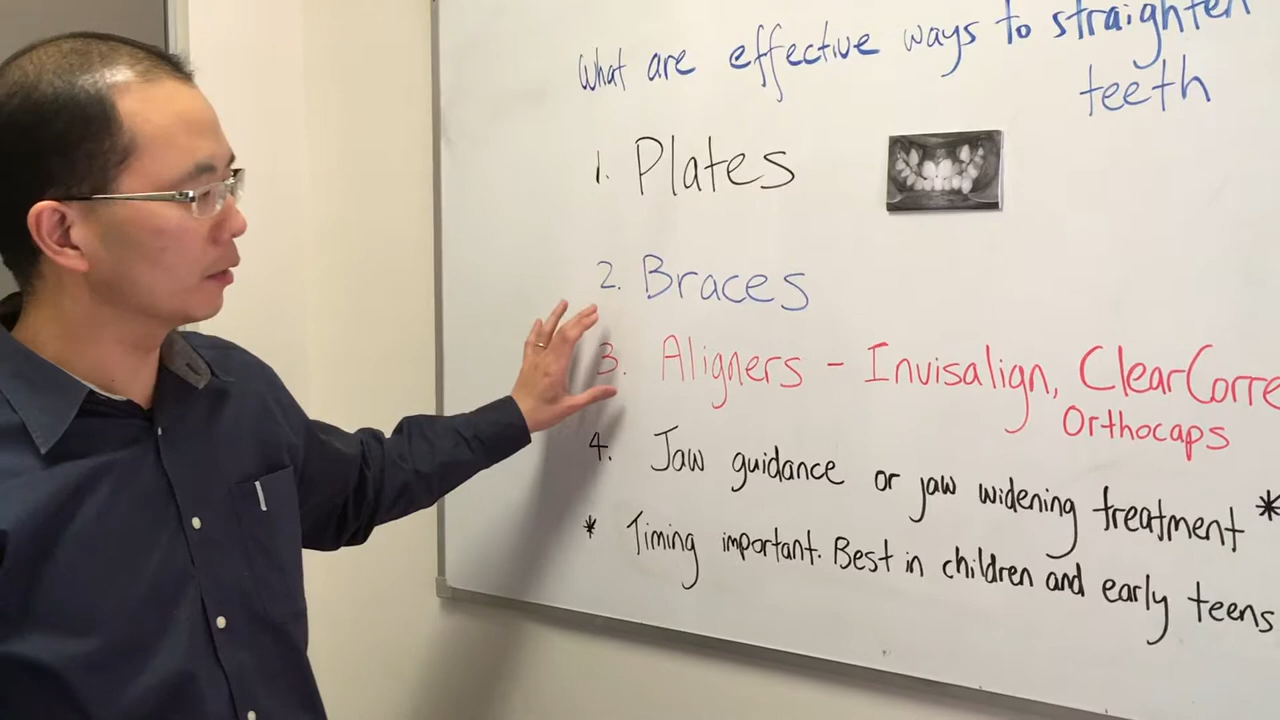 What are effective ways to straighten
teeth
1. Plates
2. Braces
3. Aligners - Invisalign, ClearCorre
Orthocaps
4. Jaw guidance or jaw widening treatment *
* Timing important. Best in children and early teens